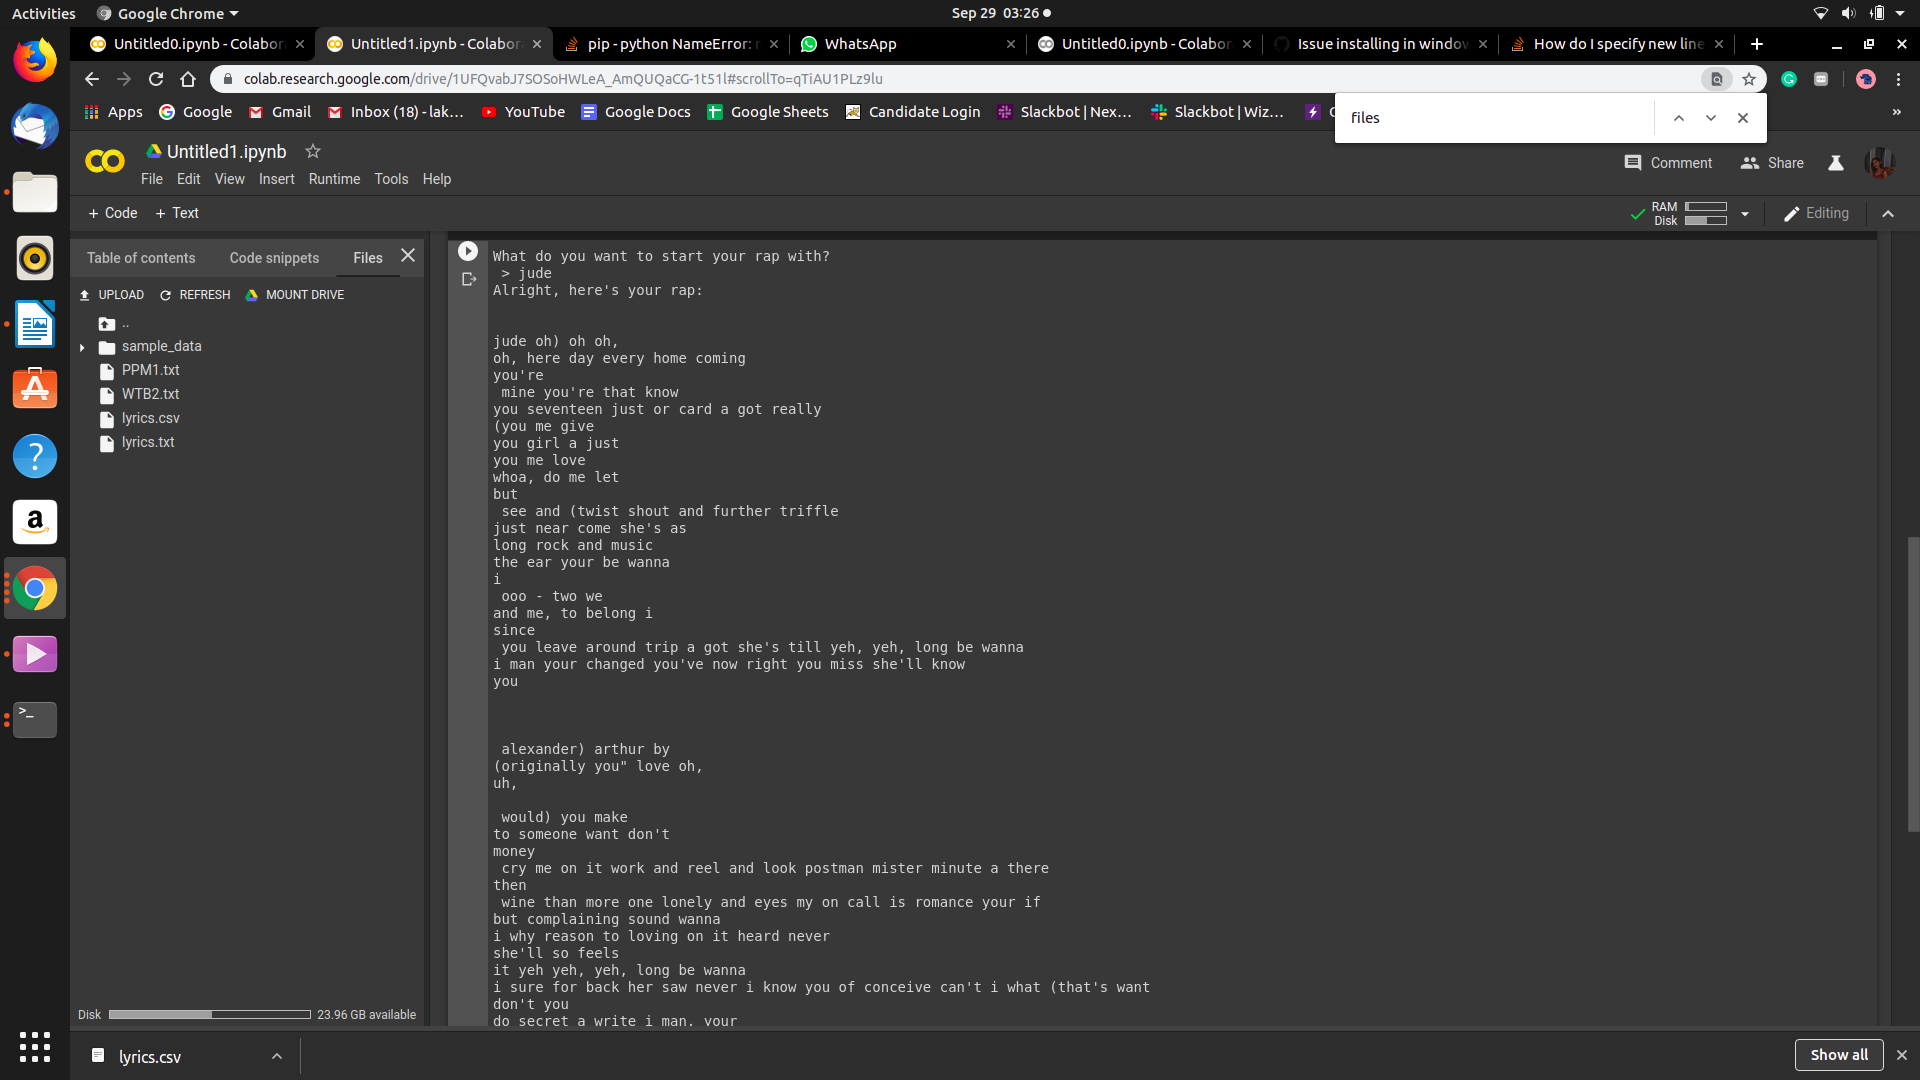 Activities
Google Chrome
Sep 29 03:26
Untitled0.ipynb - Colabor
Untitled1.ipynb - Colabor
pip - python NameError: n
WhatsApp
Untitled0.ipynb - Colabor
Issue installing in window
How do I specify new line
colab.research.google.com/drive/1UFQvabJ7SOSoHWLeA_AmQUQaCG-1t51l#scrollTo=qTiAU1PLz9lu
Apps
Google
Gmail
Inbox (18) - lak...
YouTube
Google Docs
Google Sheets
Candidate Login
Slackbot | Nex...
Slackbot | Wiz...
files
Untitled1.ipynb
File Edit View Insert Runtime Tools Help
Comment
Share
+ Code + Text
RAM
Disk
Editing
Table of contents
Code snippets
Files
UPLOAD
REFRESH
MOUNT DRIVE
..
sample_data
PPM1.txt
WTB2.txt
lyrics.csv
lyrics.txt
What do you want to start your rap with?
> jude
Alright, here's your rap:
jude oh) oh oh,
oh, here day every home coming
you're
mine you're that know
you seventeen just or card a got really
(you me give
you girl a just
you me love
whoa, do me let
but
see and (twist shout and further triffle
just near come she's as
long rock and music
the ear your be wanna
i
ooo - two we
and me, to belong i
since
you leave around trip a got she's till yeh, yeh, long be wanna
i man your changed you've now right you miss she'll know
you
alexander) arthur by
(originally you" love oh,
uh,
would) you make
to someone want don't
money
cry me on it work and reel and look postman mister minute a there
then
wine than more one lonely and eyes my on call is romance your if
but complaining sound wanna
i why reason to loving on it heard never
she'll so feels
it yeh yeh, yeh, long be wanna
i sure for back her saw never i know you of conceive can't i what (that's want
don't you
do secret a write i man, your
Disk
23.96 GB available
lyrics.csv
Show all